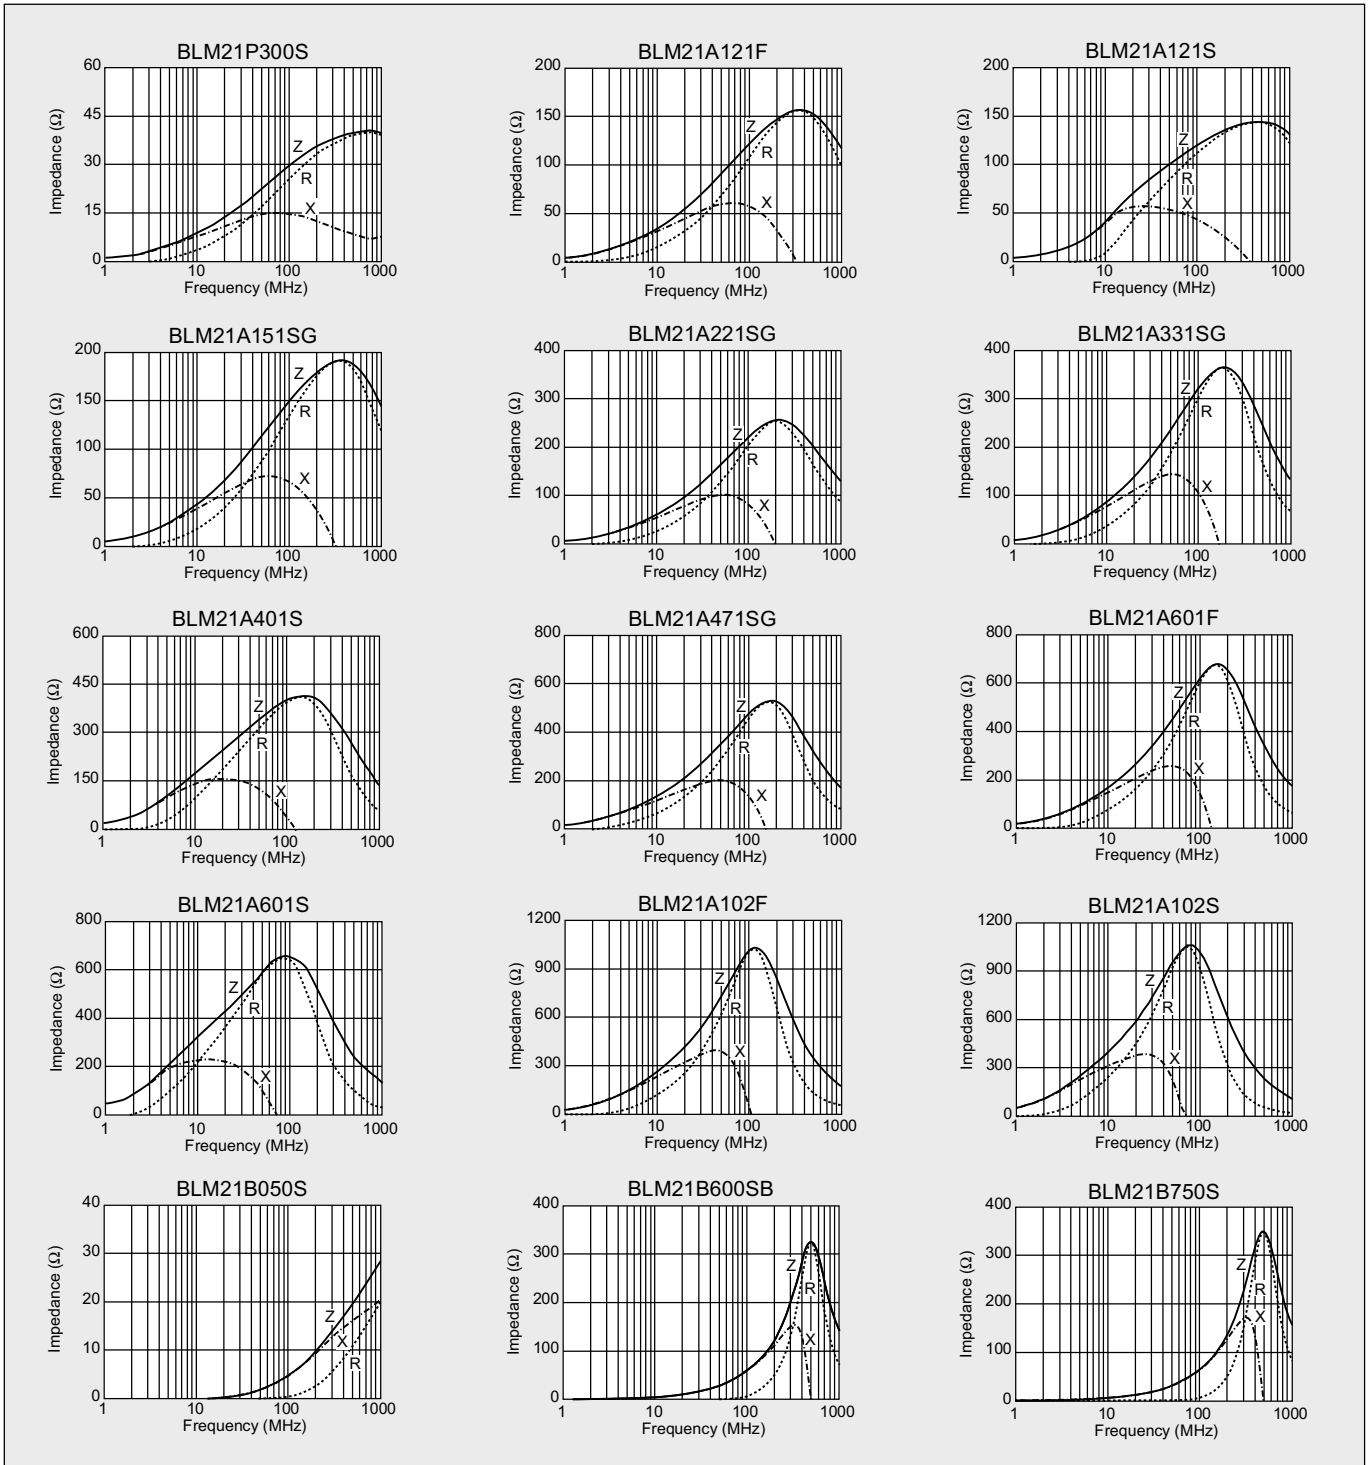 BLM21P300S
60
45
30
15
0
Impedance (Ω)
Z
R
X
1 10 100 1000
Frequency (MHz)
BLM21A121F
200
150
100
50
0
Impedance (Ω)
Z
R
X
1 10 100 1000
Frequency (MHz)
BLM21A121S
200
150
100
50
0
Impedance (Ω)
Z
R
X
1 10 100 1000
Frequency (MHz)
BLM21A151SG
200
150
100
50
0
Impedance (Ω)
Z
R
X
1 10 100 1000
Frequency (MHz)
BLM21A221SG
400
300
200
100
0
Impedance (Ω)
Z
R
X
1 10 100 1000
Frequency (MHz)
BLM21A331SG
400
300
200
100
0
Impedance (Ω)
Z
R
X
1 10 100 1000
Frequency (MHz)
BLM21A401S
600
450
300
150
0
Impedance (Ω)
Z
R
X
1 10 100 1000
Frequency (MHz)
BLM21A471SG
800
600
400
200
0
Impedance (Ω)
Z
R
X
1 10 100 1000
Frequency (MHz)
BLM21A601F
800
600
400
200
0
Impedance (Ω)
Z
R
X
1 10 100 1000
Frequency (MHz)
BLM21A601S
800
600
400
200
0
Impedance (Ω)
Z
R
X
1 10 100 1000
Frequency (MHz)
BLM21A102F
1200
900
600
300
0
Impedance (Ω)
Z
R
X
1 10 100 1000
Frequency (MHz)
BLM21A102S
1200
900
600
300
0
Impedance (Ω)
Z
R
X
1 10 100 1000
Frequency (MHz)
BLM21B050S
40
30
20
10
0
Impedance (Ω)
Z
X
R
1 10 100 1000
Frequency (MHz)
BLM21B600SB
400
300
200
100
0
Impedance (Ω)
Z
R
X
1 10 100 1000
Frequency (MHz)
BLM21B750S
400
300
200
100
0
Impedance (Ω)
Z
R
X
1 10 100 1000
Frequency (MHz)